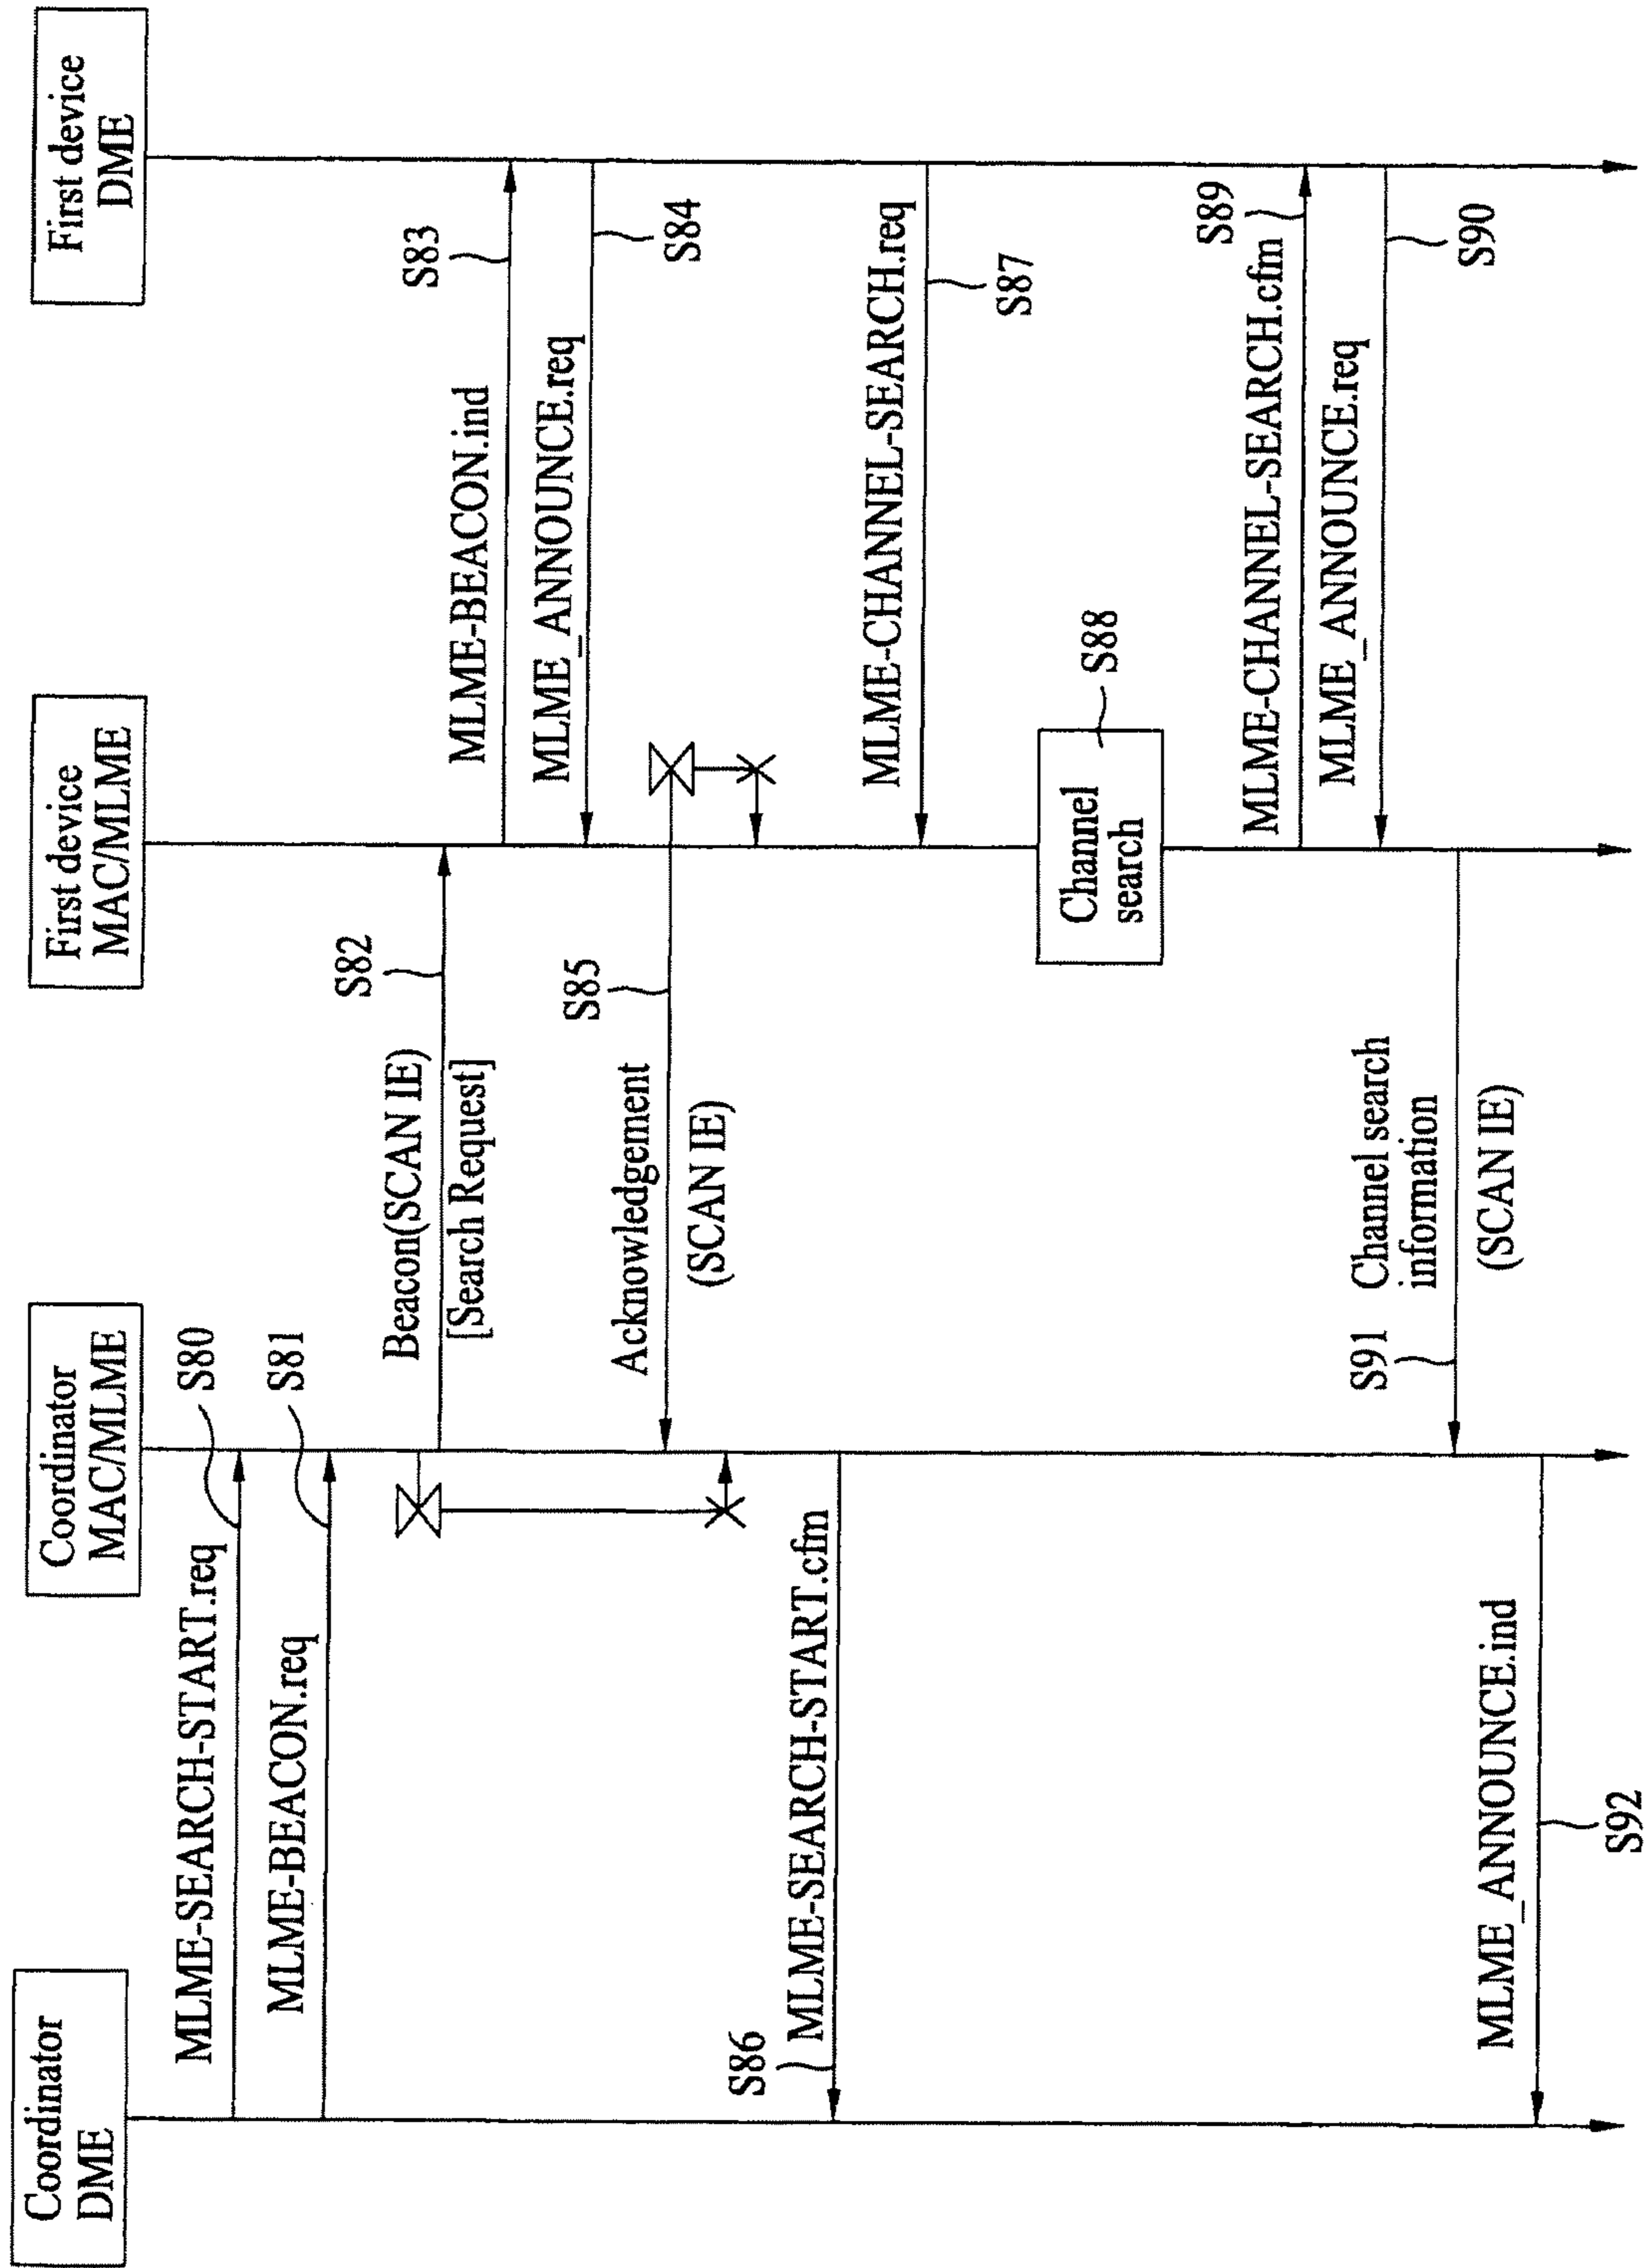 Coordinator
DME
Coordinator
MAC/MLME
First device
MAC/MLME
First device
DME
MLME-SEARCH-START.req
S80
MLME-BEACON.req
S81
Beacon(SCAN IE)
[Search Request]
S82
MLME-BEACON.ind
S83
MLME_ANNOUNCE.req
S84
Acknowledgement
(SCAN IE)
S85
S86
MLME-SEARCH-START.cfm
MLME-CHANNEL-SEARCH.req
S87
Channel
search
S88
MLME-CHANNEL-SEARCH.cfm
S89
MLME_ANNOUNCE.req
S90
S91
Channel search
information
(SCAN IE)
MLME_ANNOUNCE.ind
S92